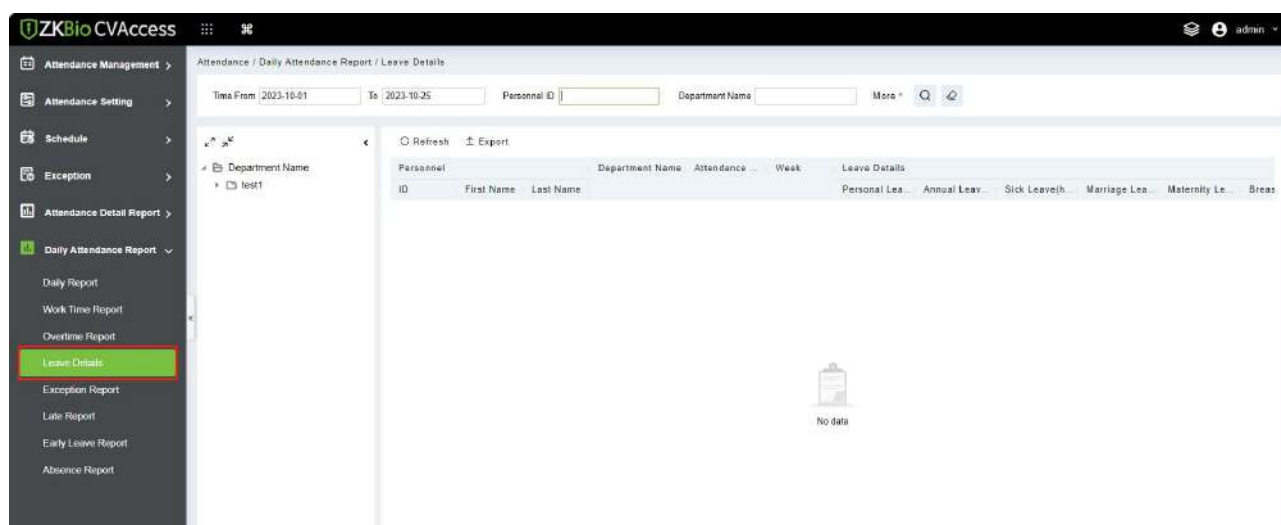 ZKBio CVAccess
admin
Attendance Management
Attendance Setting
Schedule
Exception
Attendance Detail Report
Daily Attendance Report
Daily Report
Work Time Report
Overtime Report
Leave Details
Exception Report
Late Report
Early Leave Report
Absence Report
Attendance / Daily Attendance Report / Leave Details
Time From 2023-10-01 To 2023-10-25 Personnel ID Department Name More
Department Name
test1
Refresh Export
Personnel Department Name Attendance ... Week Leave Details
ID First Name Last Name Personal Lea... Annual Leav... Sick Leave(h... Marriage Lea... Maternity Le... Breas
No data